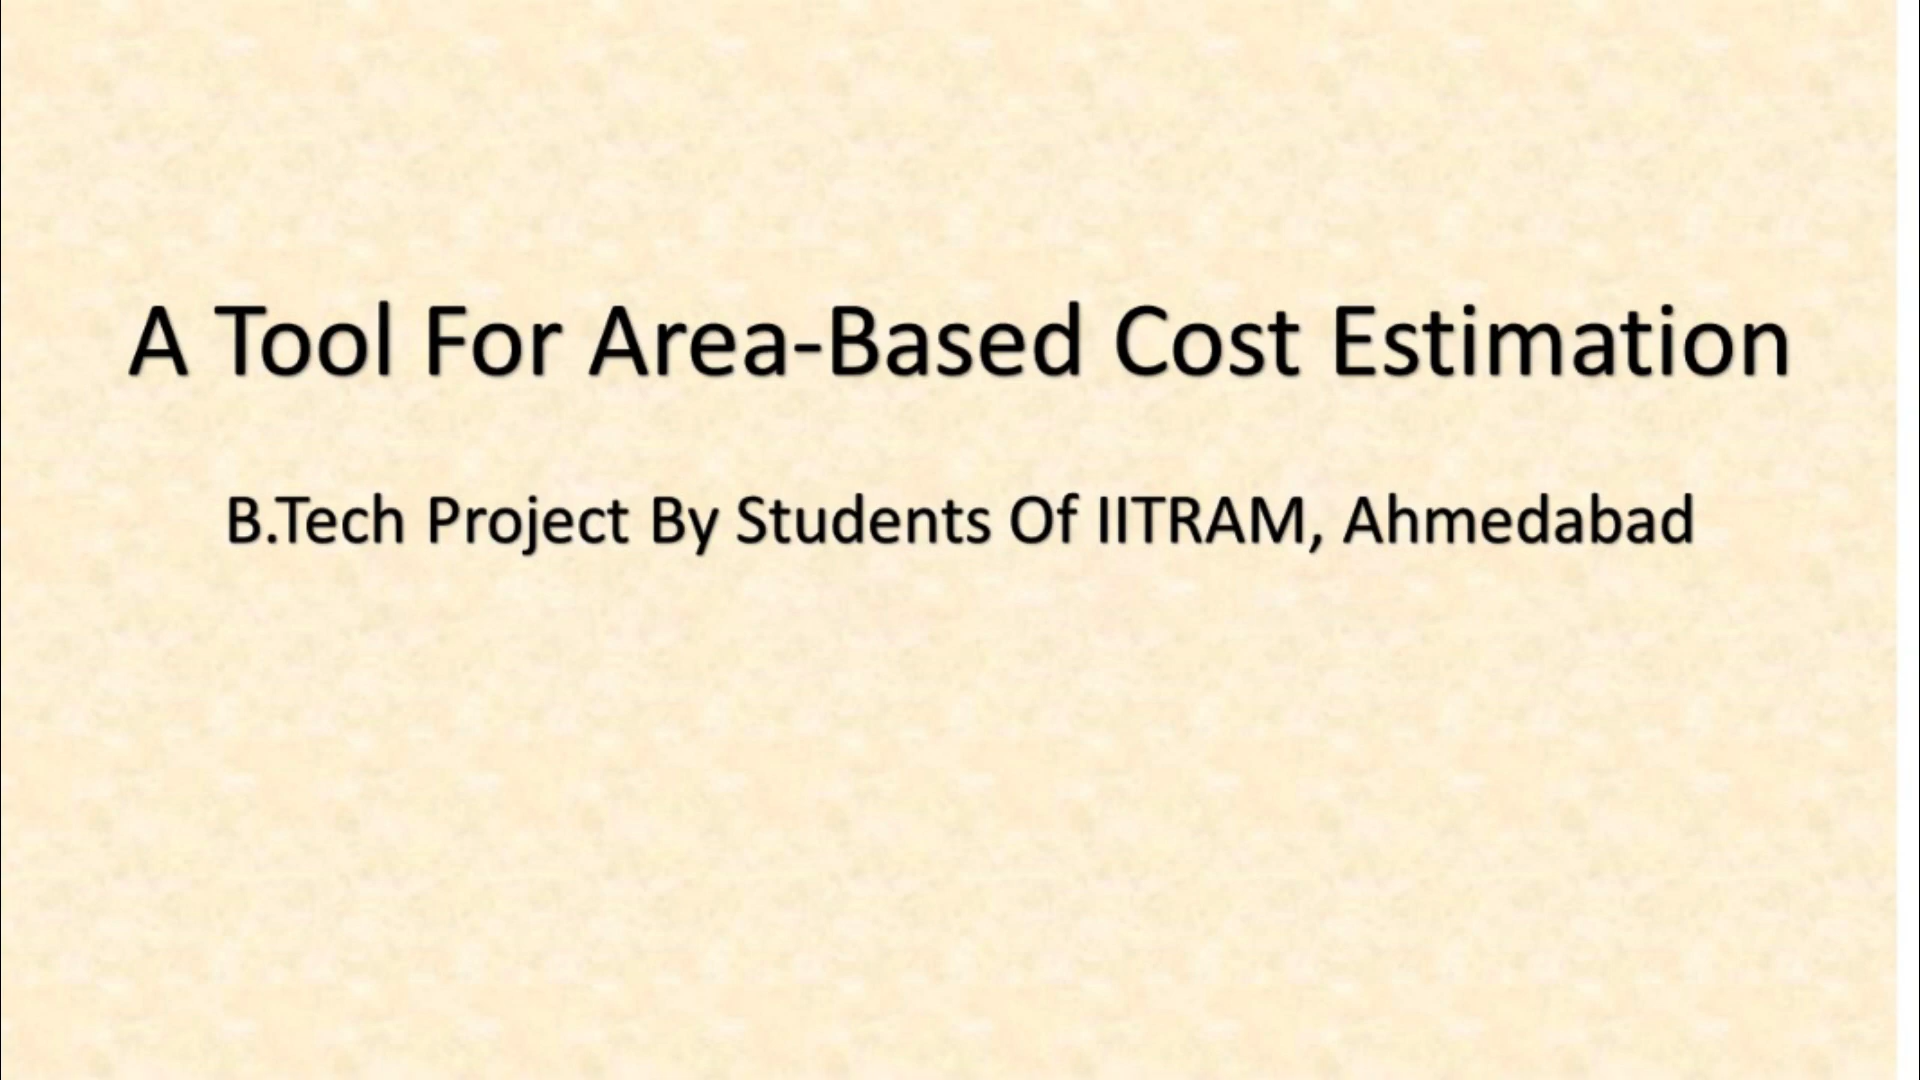 A Tool For Area-Based Cost Estimation
B.Tech Project By Students Of IITRAM, Ahmedabad